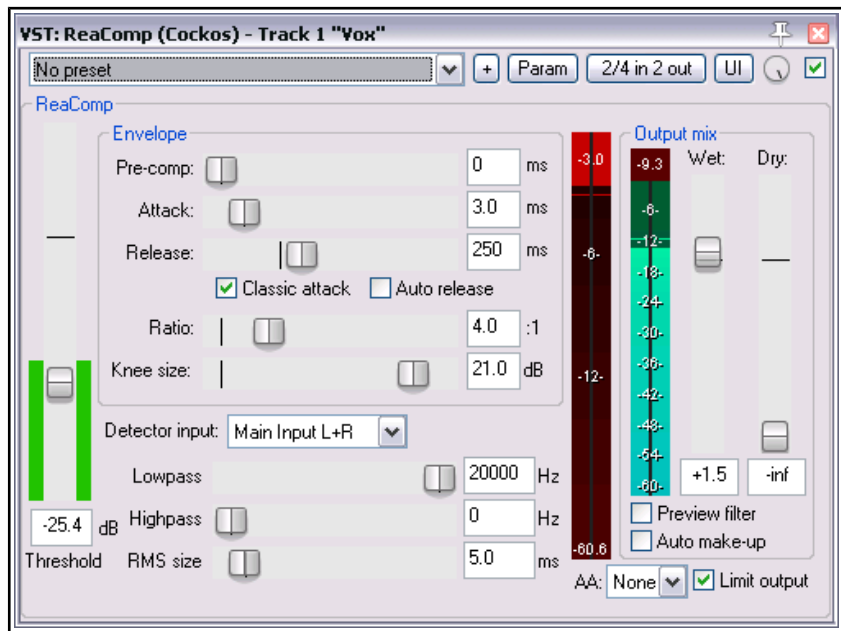 VST: ReaComp (Cockos) - Track 1 "Vox"
No preset + Param 2/4 in 2 out UI
ReaComp
Envelope
Pre-comp: 0 ms
Attack: 3.0 ms
Release: 250 ms
Classic attack Auto release
Ratio: 4.0 :1
Knee size: 21.0 dB
Detector input: Main Input L+R
Lowpass 20000 Hz
Highpass 0 Hz
RMS size 5.0 ms
-25.4 dB
Threshold
-3.0
-6-
-12-
-60.6
Output mix
Wet: Dry:
-9.3
-6-
-12-
-18-
-24-
-30-
-36-
-42-
-48-
-54-
-60-
+1.5 -inf
Preview filter
Auto make-up
AA: None Limit output